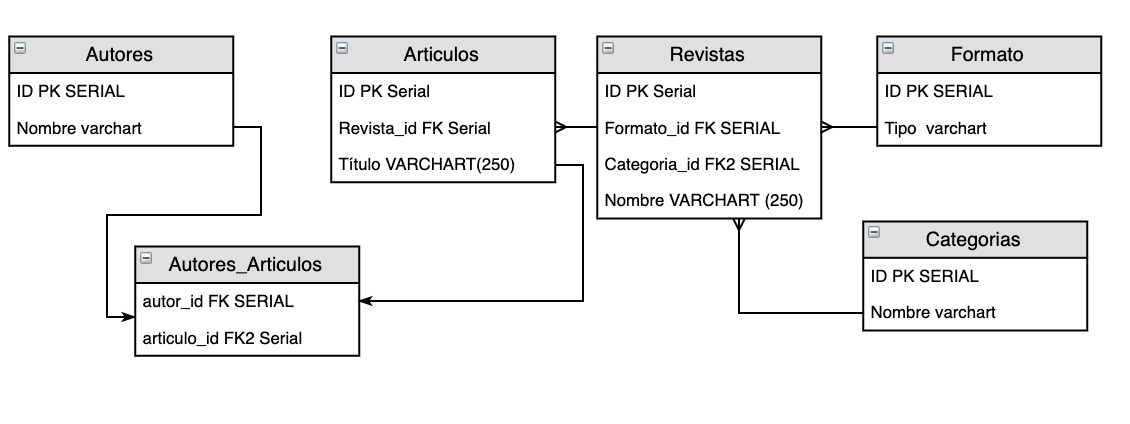 Autores
ID PK SERIAL
Nombre varchart
Articulos
ID PK Serial
Revista_id FK Serial
Título VARCHART(250)
Revistas
ID PK Serial
Formato_id FK SERIAL
Categoria_id FK2 SERIAL
Nombre VARCHART (250)
Formato
ID PK SERIAL
Tipo  varchart
Autores_Articulos
autor_id FK SERIAL
articulo_id FK2 Serial
Categorias
ID PK SERIAL
Nombre varchart